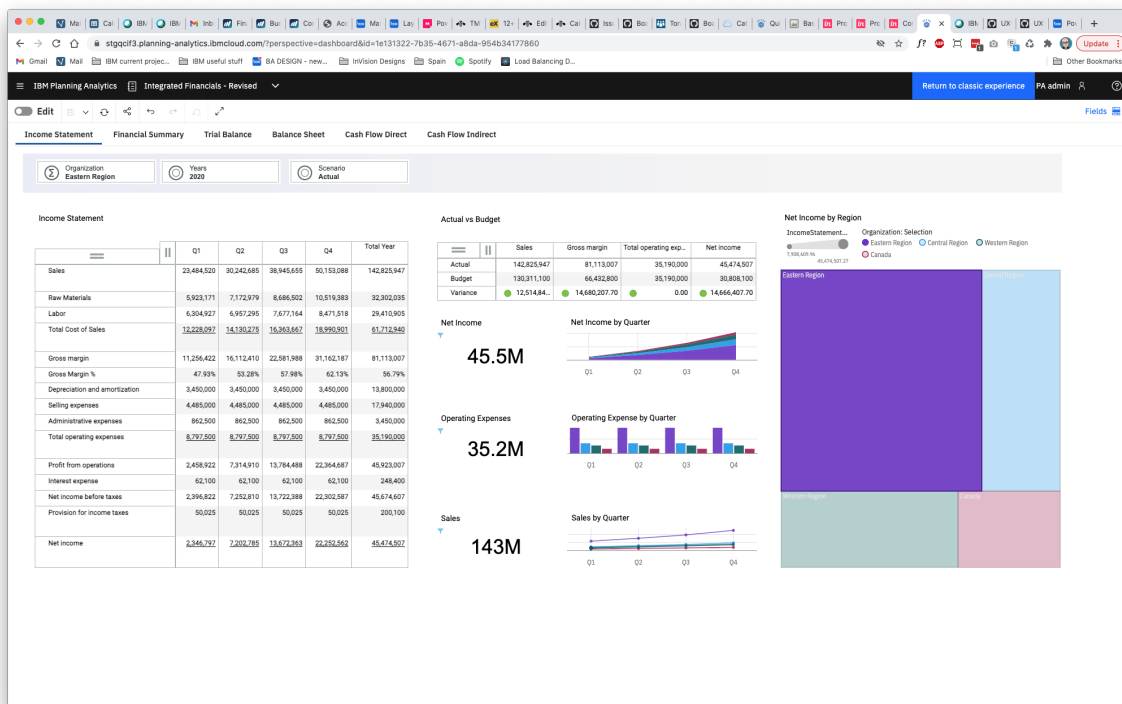 Update
stgqcif3.planning-analytics.ibmcloud.com/?perspective=dashboard&id=1e131322-7b35-4671-a8da-954b34177860
Gmail Mail IBM current projec... IBM useful stuff BA DESIGN - new... InVision Designs Spain Spotify Load Balancing D... Other Bookmarks
IBM Planning Analytics Integrated Financials - Revised Return to classic experience PA admin
Edit Fields
Income Statement Financial Summary Trial Balance Balance Sheet Cash Flow Direct Cash Flow Indirect
Organization
Eastern Region
Years
2020
Scenario
Actual
Income Statement
Q1 Q2 Q3 Q4 Total Year
Sales 23,484,520 30,242,685 38,945,655 50,153,088 142,825,947
Raw Materials 5,923,171 7,172,979 8,686,502 10,519,383 32,302,035
Labor 6,304,927 6,957,295 7,677,164 8,471,518 29,410,905
Total Cost of Sales 12,228,097 14,130,275 16,363,667 18,990,901 61,712,940
Gross margin 11,256,422 16,112,410 22,581,988 31,162,187 81,113,007
Gross Margin % 47.93% 53.28% 57.98% 62.13% 56.79%
Depreciation and amortization 3,450,000 3,450,000 3,450,000 3,450,000 13,800,000
Selling expenses 4,485,000 4,485,000 4,485,000 4,485,000 17,940,000
Administrative expenses 862,500 862,500 862,500 862,500 3,450,000
Total operating expenses 8,797,500 8,797,500 8,797,500 8,797,500 35,190,000
Profit from operations 2,458,922 7,314,910 13,784,488 22,364,687 45,923,007
Interest expense 62,100 62,100 62,100 62,100 248,400
Net income before taxes 2,396,822 7,252,810 13,722,388 22,302,587 45,674,607
Provision for income taxes 50,025 50,025 50,025 50,025 200,100
Net income 2,346,797 7,202,785 13,672,363 22,252,562 45,474,507
Actual vs Budget
Sales Gross margin Total operating exp... Net income
Actual 142,825,947 81,113,007 35,190,000 45,474,507
Budget 130,311,100 66,432,800 35,190,000 30,808,100
Variance 12,514,84... 14,680,207.70 0.00 14,666,407.70
Net Income
45.5M
Net Income by Quarter
Q1 Q2 Q3 Q4
Operating Expenses
35.2M
Operating Expense by Quarter
Q1 Q2 Q3 Q4
Sales
143M
Sales by Quarter
Q1 Q2 Q3 Q4
Net Income by Region
IncomeStatement...
7,908,609.96
45,474,507.27
Organization: Selection
Eastern Region Central Region Western Region
Canada
Eastern Region
Central Region
Western Region
Canada